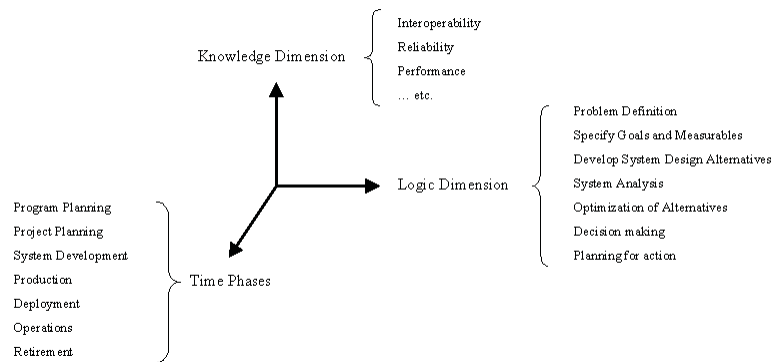 Knowledge Dimension
Interoperability
Reliability
Performance
... etc.
Logic Dimension
Problem Definition
Specify Goals and Measurables
Develop System Design Alternatives
System Analysis
Optimization of Alternatives
Decision making
Planning for action
Program Planning
Project Planning
System Development
Production
Deployment
Operations
Retirement
Time Phases